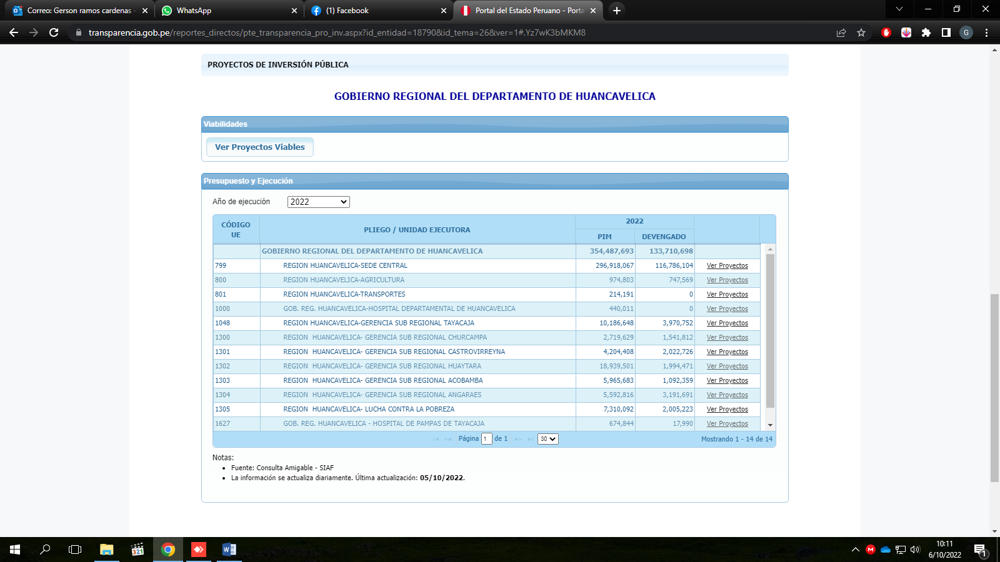 Correo: Gerson ramos cardenas
WhatsApp
(1) Facebook
Portal del Estado Peruano - Porta
transparencia.gob.pe/reportes_directos/pte_transparencia_pro_inv.aspx?id_entidad=18790&id_tema=26&ver=1#.Yz7wK3bMKM8
G
PROYECTOS DE INVERSIÓN PÚBLICA
GOBIERNO REGIONAL DEL DEPARTAMENTO DE HUANCAVELICA
Viabilidades
Ver Proyectos Viables
Presupuesto y Ejecución
Año de ejecución 2022
CÓDIGO UE PLIEGO / UNIDAD EJECUTORA 2022
PIM DEVENGADO
GOBIERNO REGIONAL DEL DEPARTAMENTO DE HUANCAVELICA 354,487,693 133,710,698
799 REGION HUANCAVELICA-SEDE CENTRAL 296,918,067 116,786,104 Ver Proyectos
800 REGION HUANCAVELICA-AGRICULTURA 974,803 747,569 Ver Proyectos
801 REGION HUANCAVELICA-TRANSPORTES 214,191 0 Ver Proyectos
1000 GOB. REG. HUANCAVELICA-HOSPITAL DEPARTAMENTAL DE HUANCAVELICA 440,011 0 Ver Proyectos
1048 REGION HUANCAVELICA-GERENCIA SUB REGIONAL TAYACAJA 10,186,648 3,970,752 Ver Proyectos
1300 REGION HUANCAVELICA- GERENCIA SUB REGIONAL CHURCAMPA 2,719,629 1,541,812 Ver Proyectos
1301 REGION HUANCAVELICA- GERENCIA SUB REGIONAL CASTROVIRREYNA 4,204,408 2,022,726 Ver Proyectos
1302 REGION HUANCAVELICA- GERENCIA SUB REGIONAL HUAYTARA 18,939,501 1,994,471 Ver Proyectos
1303 REGION HUANCAVELICA- GERENCIA SUB REGIONAL ACOBAMBA 5,965,683 1,092,359 Ver Proyectos
1304 REGION HUANCAVELICA- GERENCIA SUB REGIONAL ANGARAES 5,592,816 3,191,691 Ver Proyectos
1305 REGION HUANCAVELICA- LUCHA CONTRA LA POBREZA 7,310,092 2,005,223 Ver Proyectos
1627 GOB. REG. HUANCAVELICA - HOSPITAL DE PAMPAS DE TAYACAJA 674,844 17,990 Ver Proyectos
Página 1 de 1 30 Mostrando 1 - 14 de 14
Notas:
• Fuente: Consulta Amigable - SIAF
• La información se actualiza diariamente. Última actualización: 05/10/2022.
321
10:11
6/10/2022
1